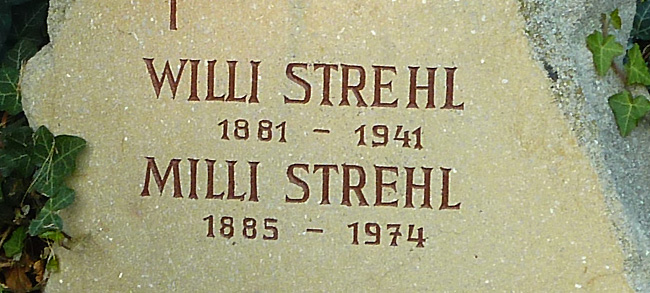 WILLI STREHL
1881 - 1941
MILLI STREHL
1885 - 1974